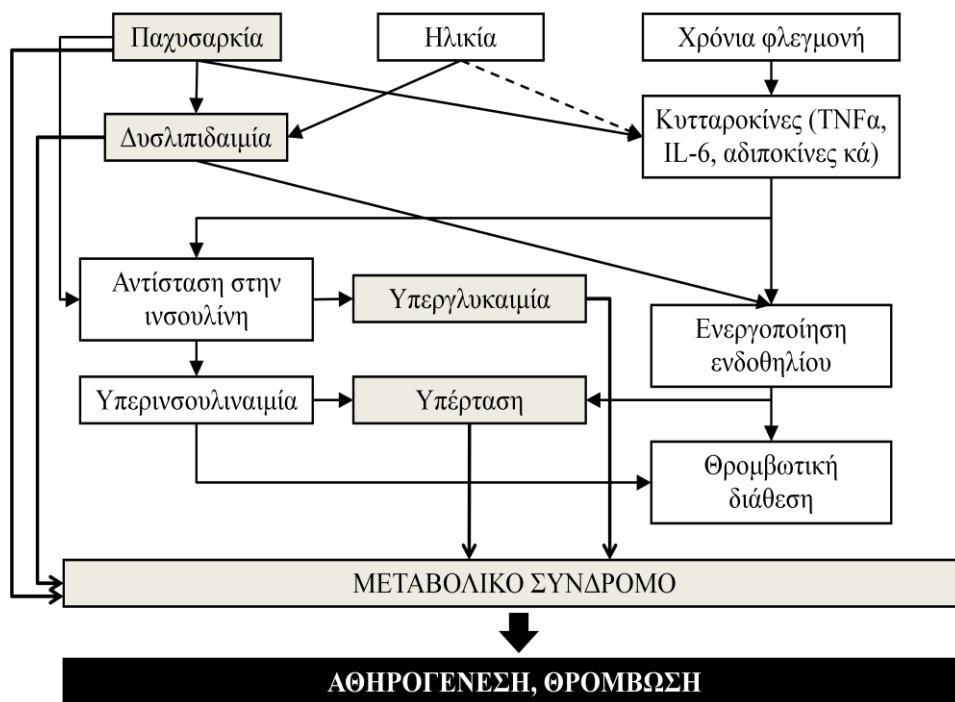 Παχυσαρκία
Ηλικία
Χρόνια φλεγμονή
Δυσλιπιδαιμία
Κυτταροκίνες (TNFα,
IL-6, αδιποκίνες κά)
Αντίσταση στην
ινσουλίνη
Υπεργλυκαιμία
Ενεργοποίηση
ενδοθηλίου
Υπερινσουλιναιμία
Υπέρταση
Θρομβωτική
διάθεση
ΜΕΤΑΒΟΛΙΚΟ ΣΥΝΔΡΟΜΟ
ΑΘΗΡΟΓΕΝΕΣΗ, ΘΡΟΜΒΩΣΗ